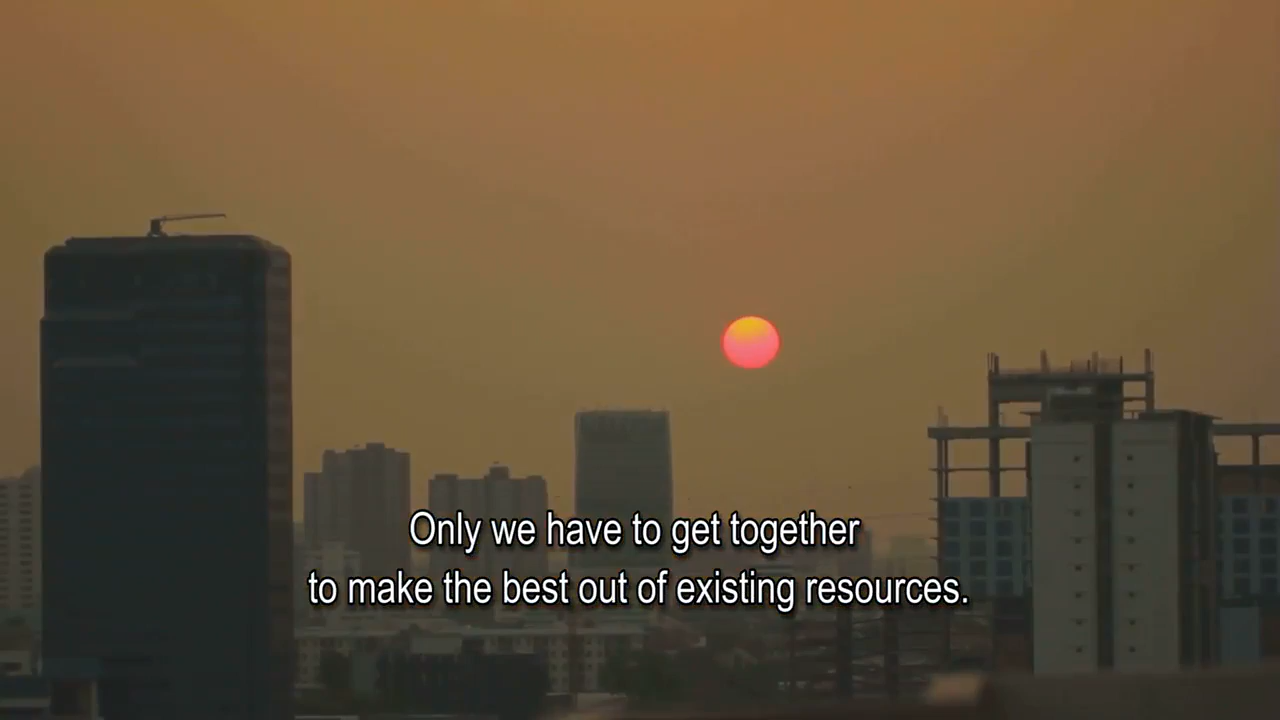 Only we have to get together
to make the best out of existing resources.